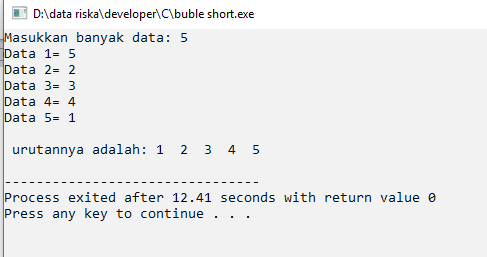 D:\data riska\developer\C\buble short.exe
Masukkan banyak data: 5
Data 1= 5
Data 2= 2
Data 3= 3
Data 4= 4
Data 5= 1
urutannya adalah: 1  2  3  4  5
--------------------------------
Process exited after 12.41 seconds with return value 0
Press any key to continue . . .